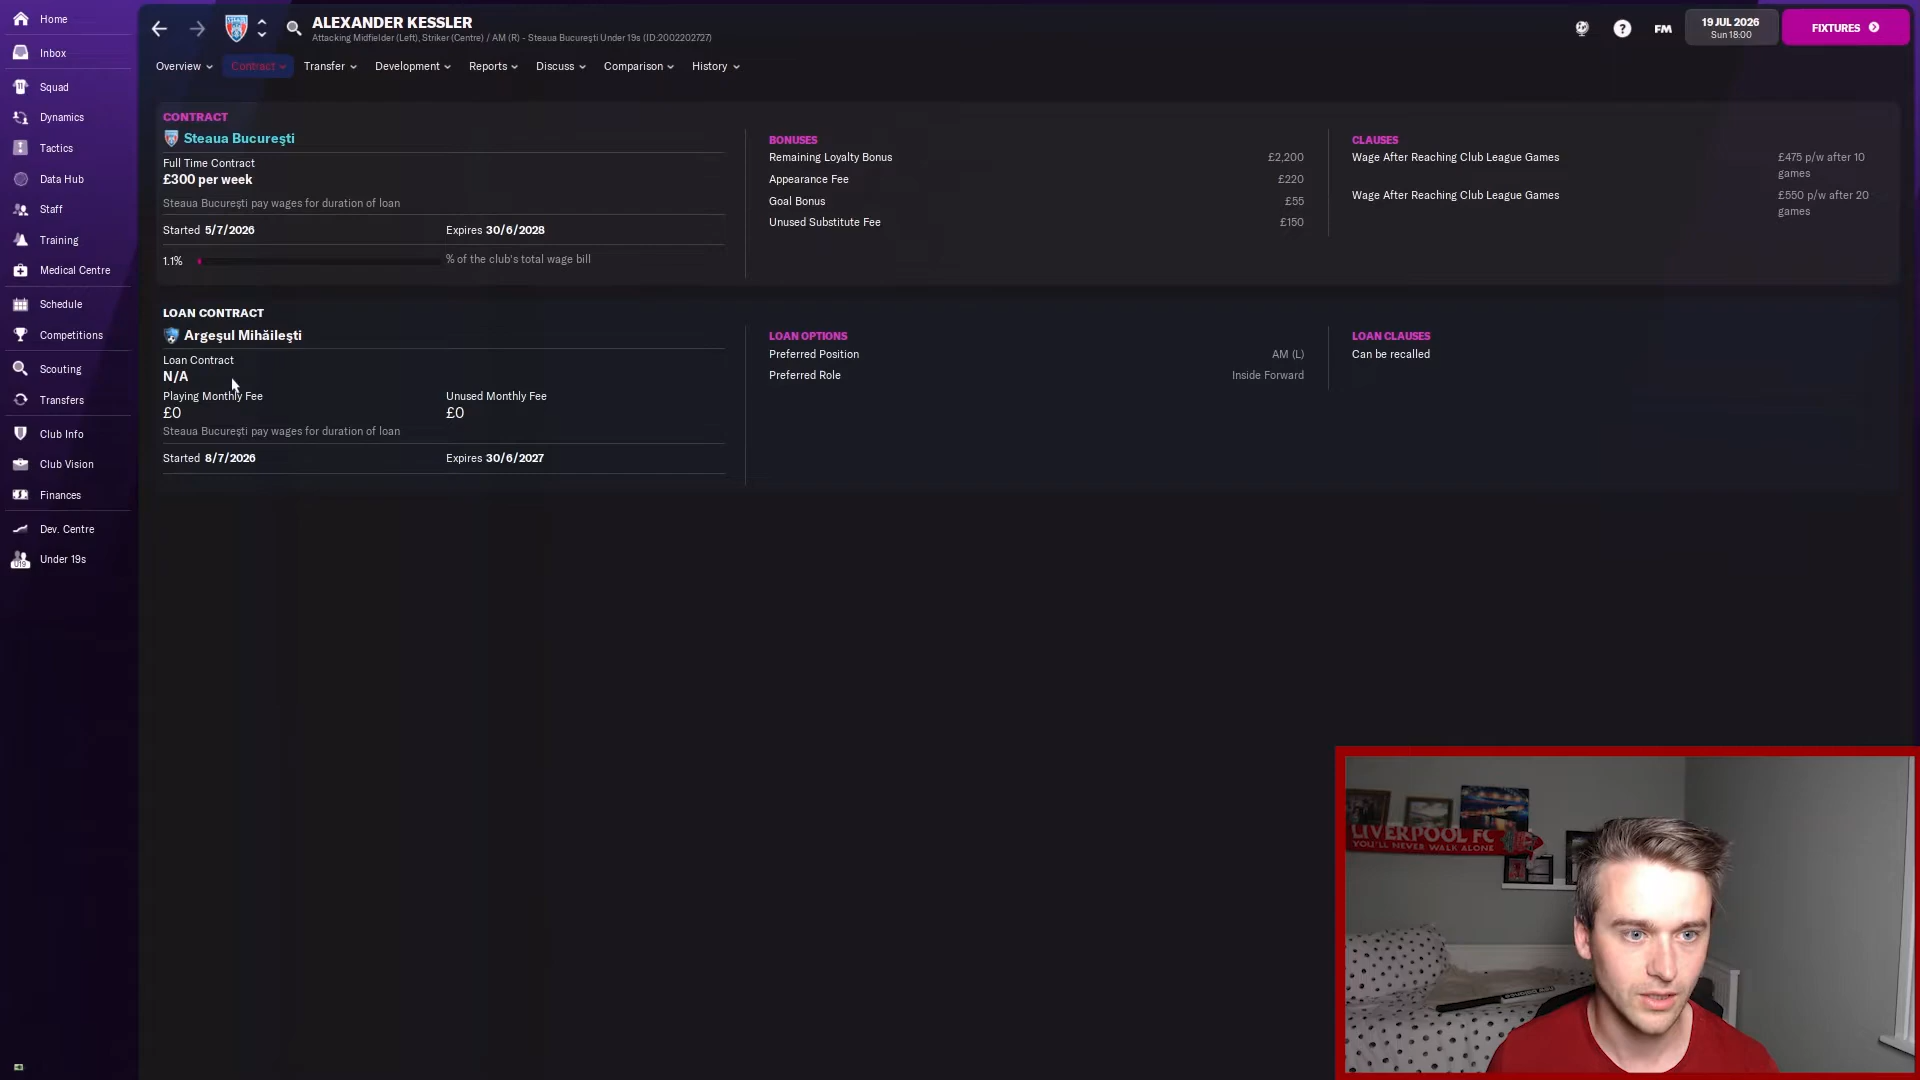 Home
Inbox
Squad
Dynamics
Tactics
Data Hub
Staff
Training
Medical Centre
Schedule
Competitions
Scouting
Transfers
Club Info
Club Vision
Finances
Dev. Centre
Under 19s
ALEXANDER KESSLER
Attacking Midfielder (Left), Striker (Centre) / AM (R) - Steaua Bucureşti Under 19s (ID:2002202727)
FM
19 JUL 2026
Sun 18:00
FIXTURES
Overview Contract Transfer Development Reports Discuss Comparison History
CONTRACT
Steaua Bucureşti
Full Time Contract
£300 per week
Steaua Bucureşti pay wages for duration of loan
Started 5/7/2026 Expires 30/6/2028
1.1% % of the club's total wage bill
BONUSES
Remaining Loyalty Bonus £2,200
Appearance Fee £220
Goal Bonus £55
Unused Substitute Fee £150
CLAUSES
Wage After Reaching Club League Games £475 p/w after 10
games
Wage After Reaching Club League Games £550 p/w after 20
games
LOAN CONTRACT
Argeşul Mihăileşti
Loan Contract
N/A
Playing Monthly Fee Unused Monthly Fee
£0 £0
Steaua Bucureşti pay wages for duration of loan
Started 8/7/2026 Expires 30/6/2027
LOAN OPTIONS
Preferred Position AM (L)
Preferred Role Inside Forward
LOAN CLAUSES
Can be recalled
LIVERPOOL FC
YOU'LL NEVER WALK ALONE